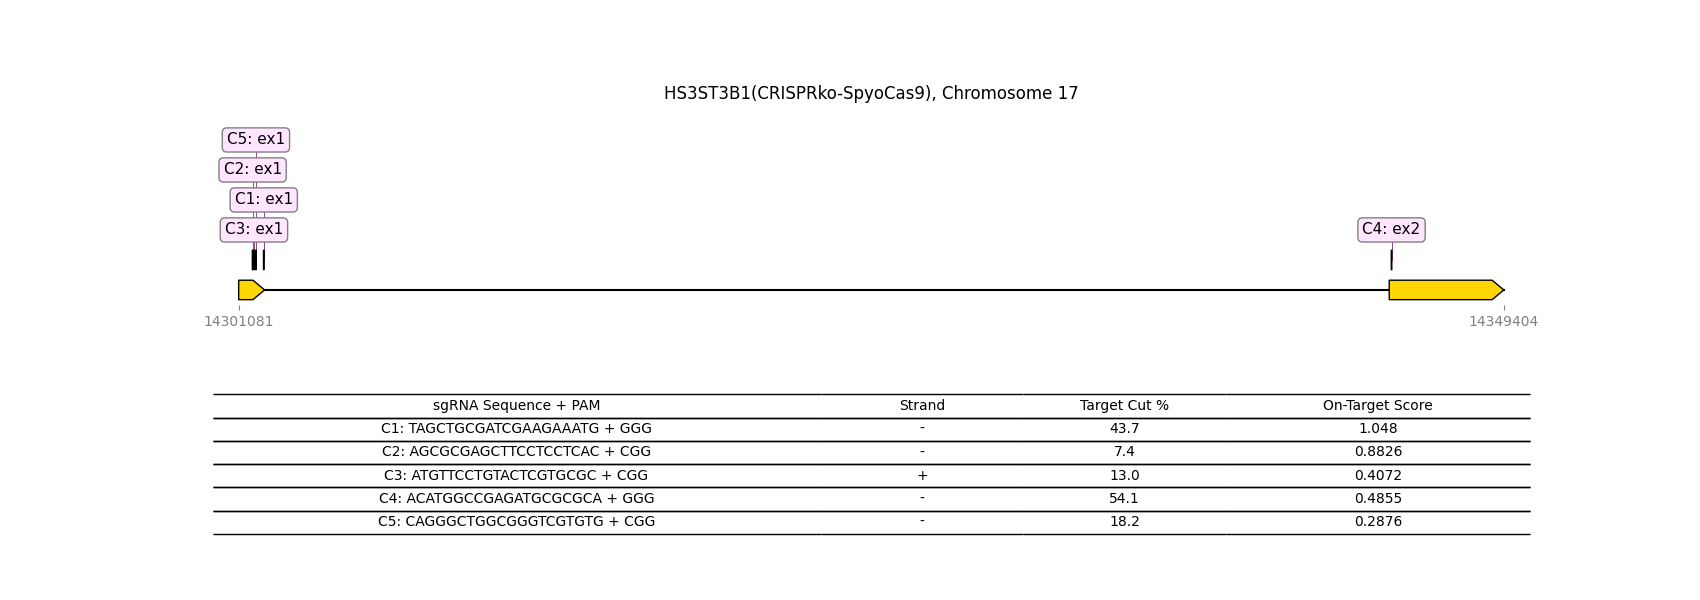 HS3ST3B1(CRISPRko-SpyoCas9), Chromosome 17
C5: ex1
C2: ex1
C1: ex1
C3: ex1
C4: ex2
14301081
14349404
sgRNA Sequence + PAM Strand Target Cut % On-Target Score
C1: TAGCTGCGATCGAAGAAATG + GGG - 43.7 1.048
C2: AGCGCGAGCTTCCTCCTCAC + CGG - 7.4 0.8826
C3: ATGTTCCTGTACTCGTGCGC + CGG + 13.0 0.4072
C4: ACATGGCCGAGATGCGCGCA + GGG - 54.1 0.4855
C5: CAGGGCTGGCGGGTCGTGTG + CGG - 18.2 0.2876